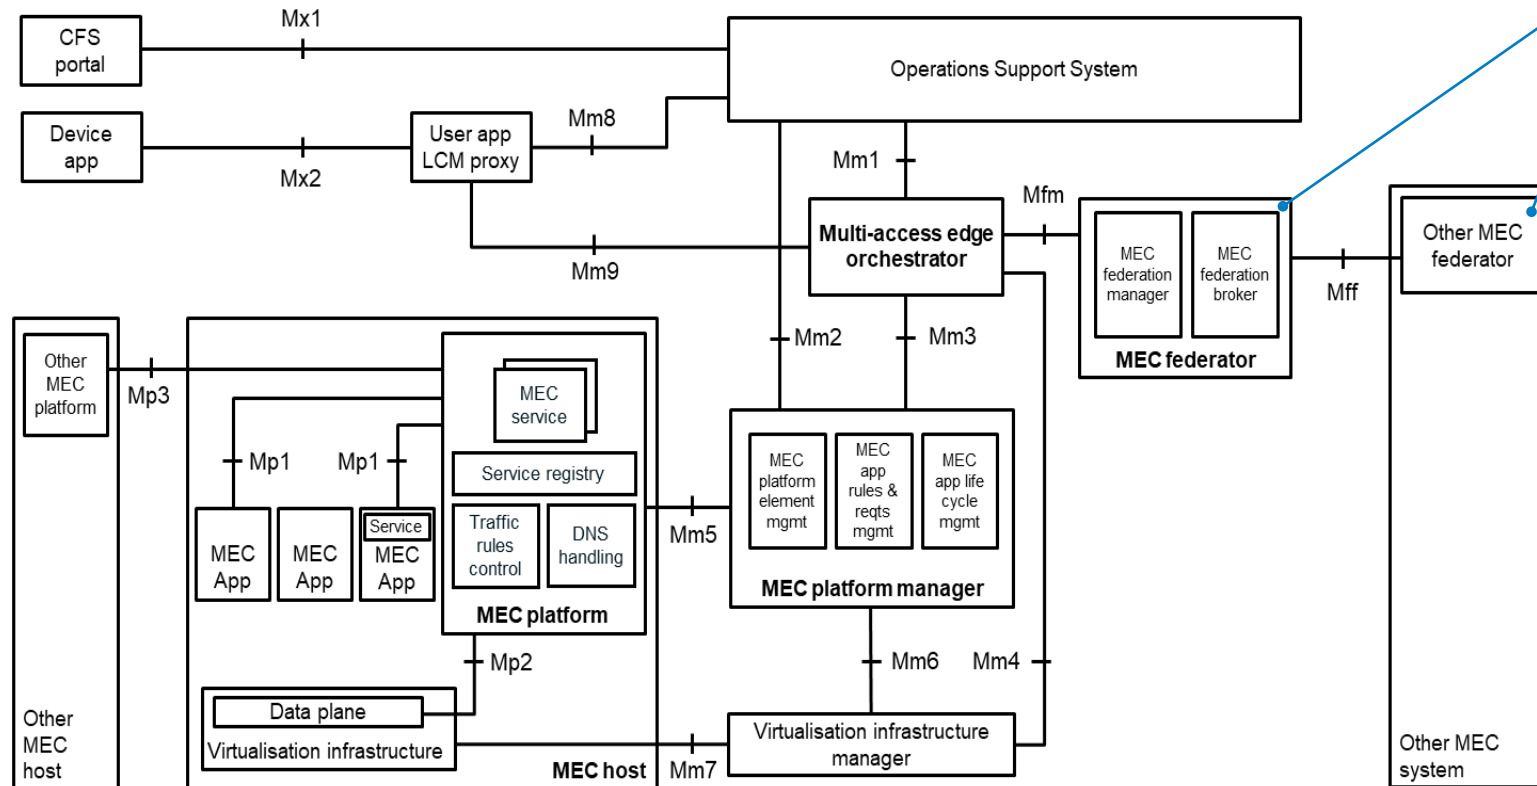 Mx1
CFS
portal
Operations Support System
Device
app
Mx2
User app
LCM proxy
Mm8
Mm1
Mfm
Mm9
Multi-access edge
orchestrator
MEC
federation
manager
MEC
federation
broker
MEC federator
Mff
Other MEC
federator
Mm2
Mm3
Other
MEC
platform
Mp3
MEC
service
Mp1
Mp1
Service registry
Traffic
rules
control
DNS
handling
MEC platform
MEC
App
MEC
App
Service
MEC
App
Mm5
MEC
platform
element
mgmt
MEC
app
rules &
reqts
mgmt
MEC
app life
cycle
mgmt
MEC platform manager
Mp2
Mm6
Mm4
Data plane
Virtualisation infrastructure
MEC host
Mm7
Virtualisation infrastructure
manager
Other
MEC
host
Other MEC
system